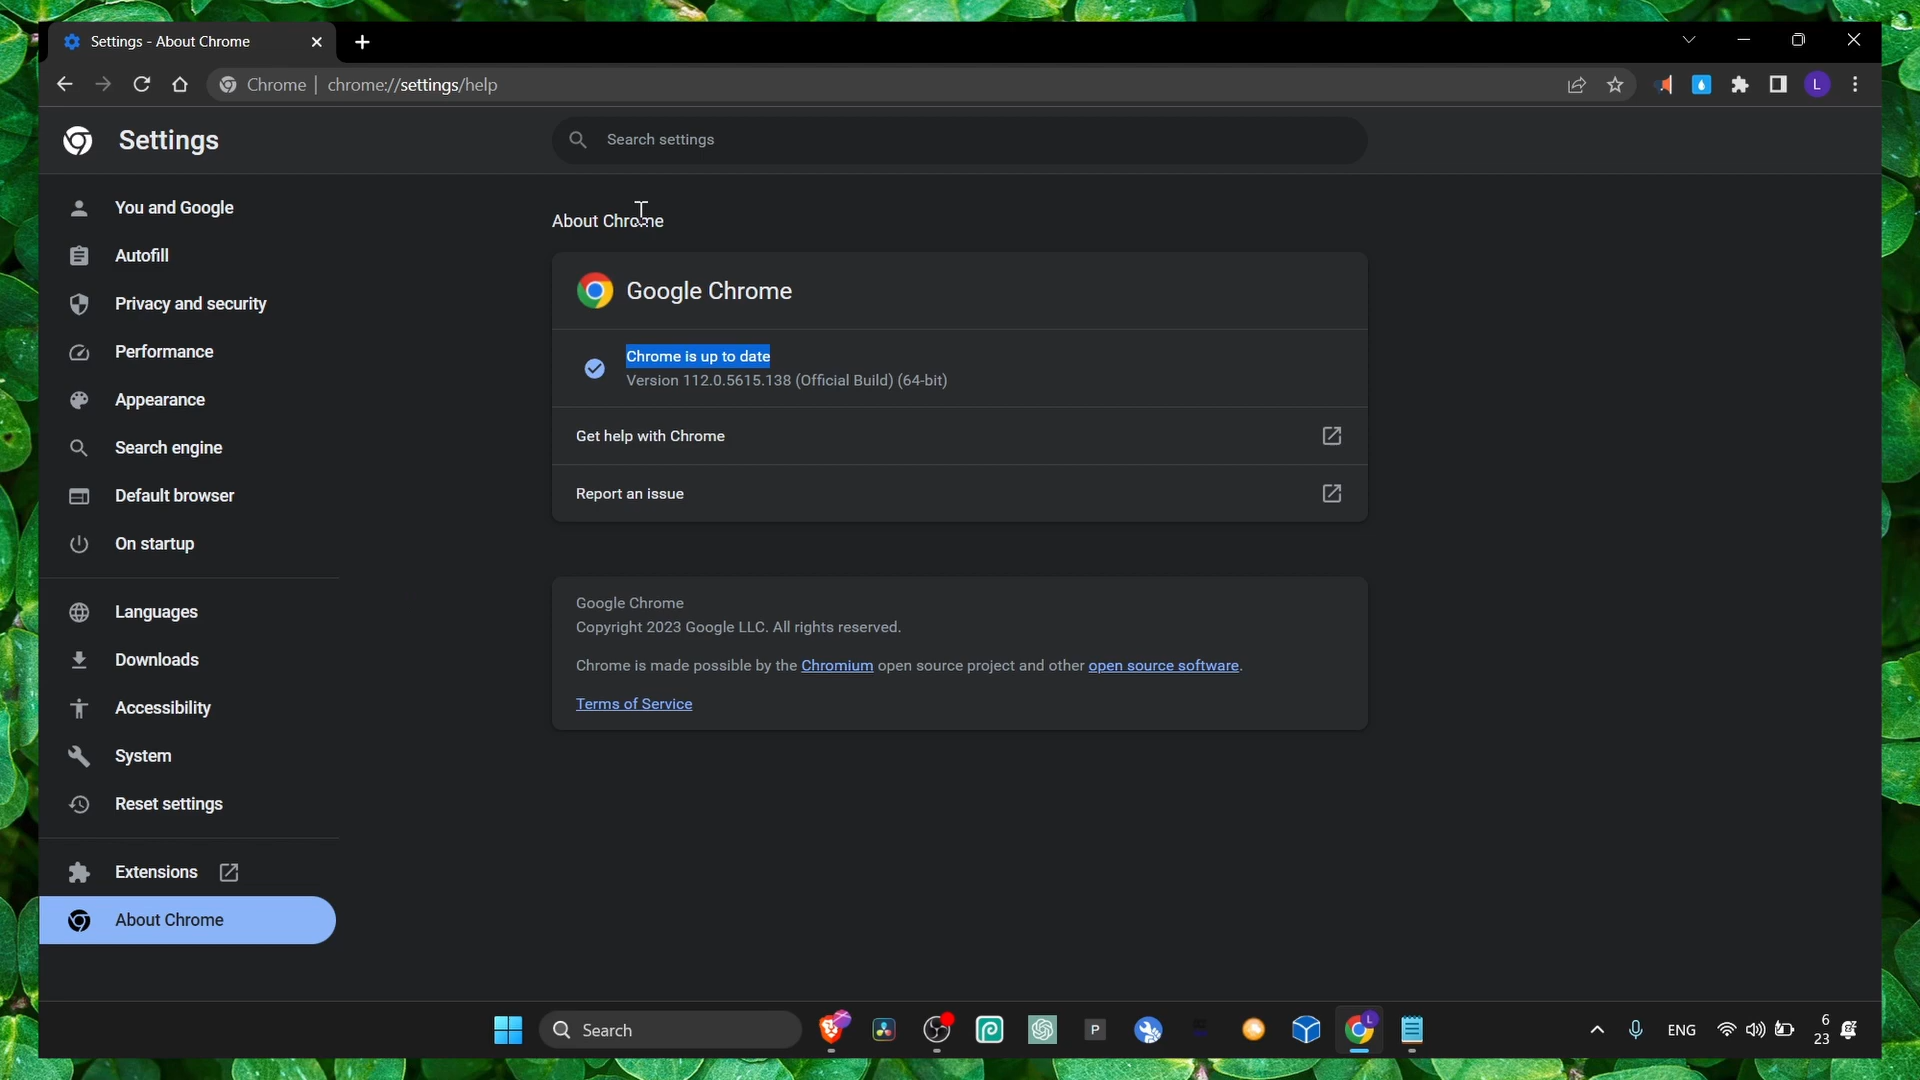 Settings - About Chrome
Chrome | chrome://settings/help
L
Settings
Search settings
You and Google
Autofill
Privacy and security
Performance
Appearance
Search engine
Default browser
On startup
Languages
Downloads
Accessibility
System
Reset settings
Extensions
About Chrome
About Chrome
Google Chrome
Chrome is up to date
Version 112.0.5615.138 (Official Build) (64-bit)
Get help with Chrome
Report an issue
Google Chrome
Copyright 2023 Google LLC. All rights reserved.
Chrome is made possible by the Chromium open source project and other open source software.
Terms of Service
Search
P
L
ENG
6
23